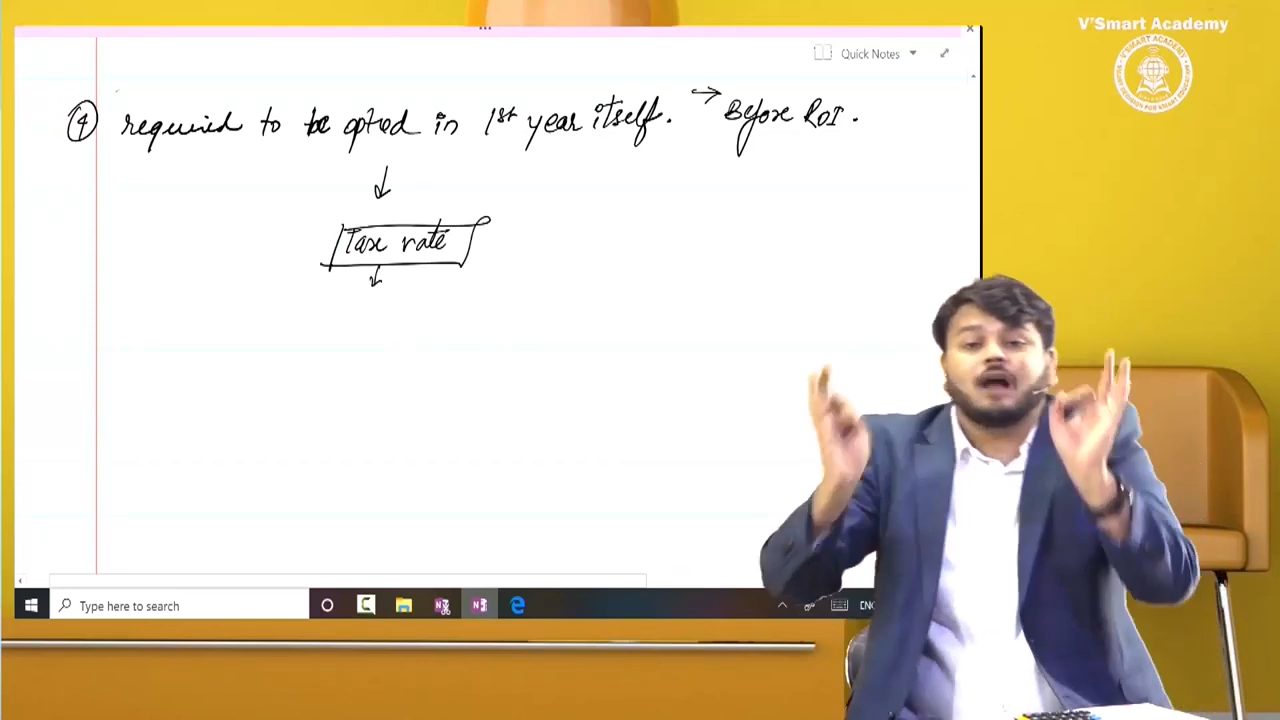 V'Smart Academy
Quick Notes
④ required to be opted in 1st year itself. → Before ROI.
↓
Tax rate
↓
Type here to search